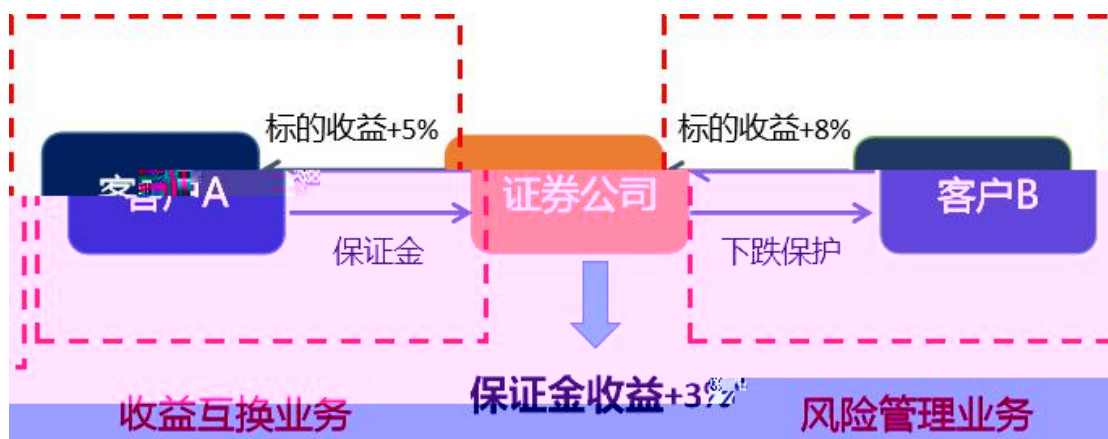 标的收益+5%
标的收益+8%
客户A
证券公司
客户B
保证金
下跌保护
保证金收益+3%
收益互换业务
风险管理业务